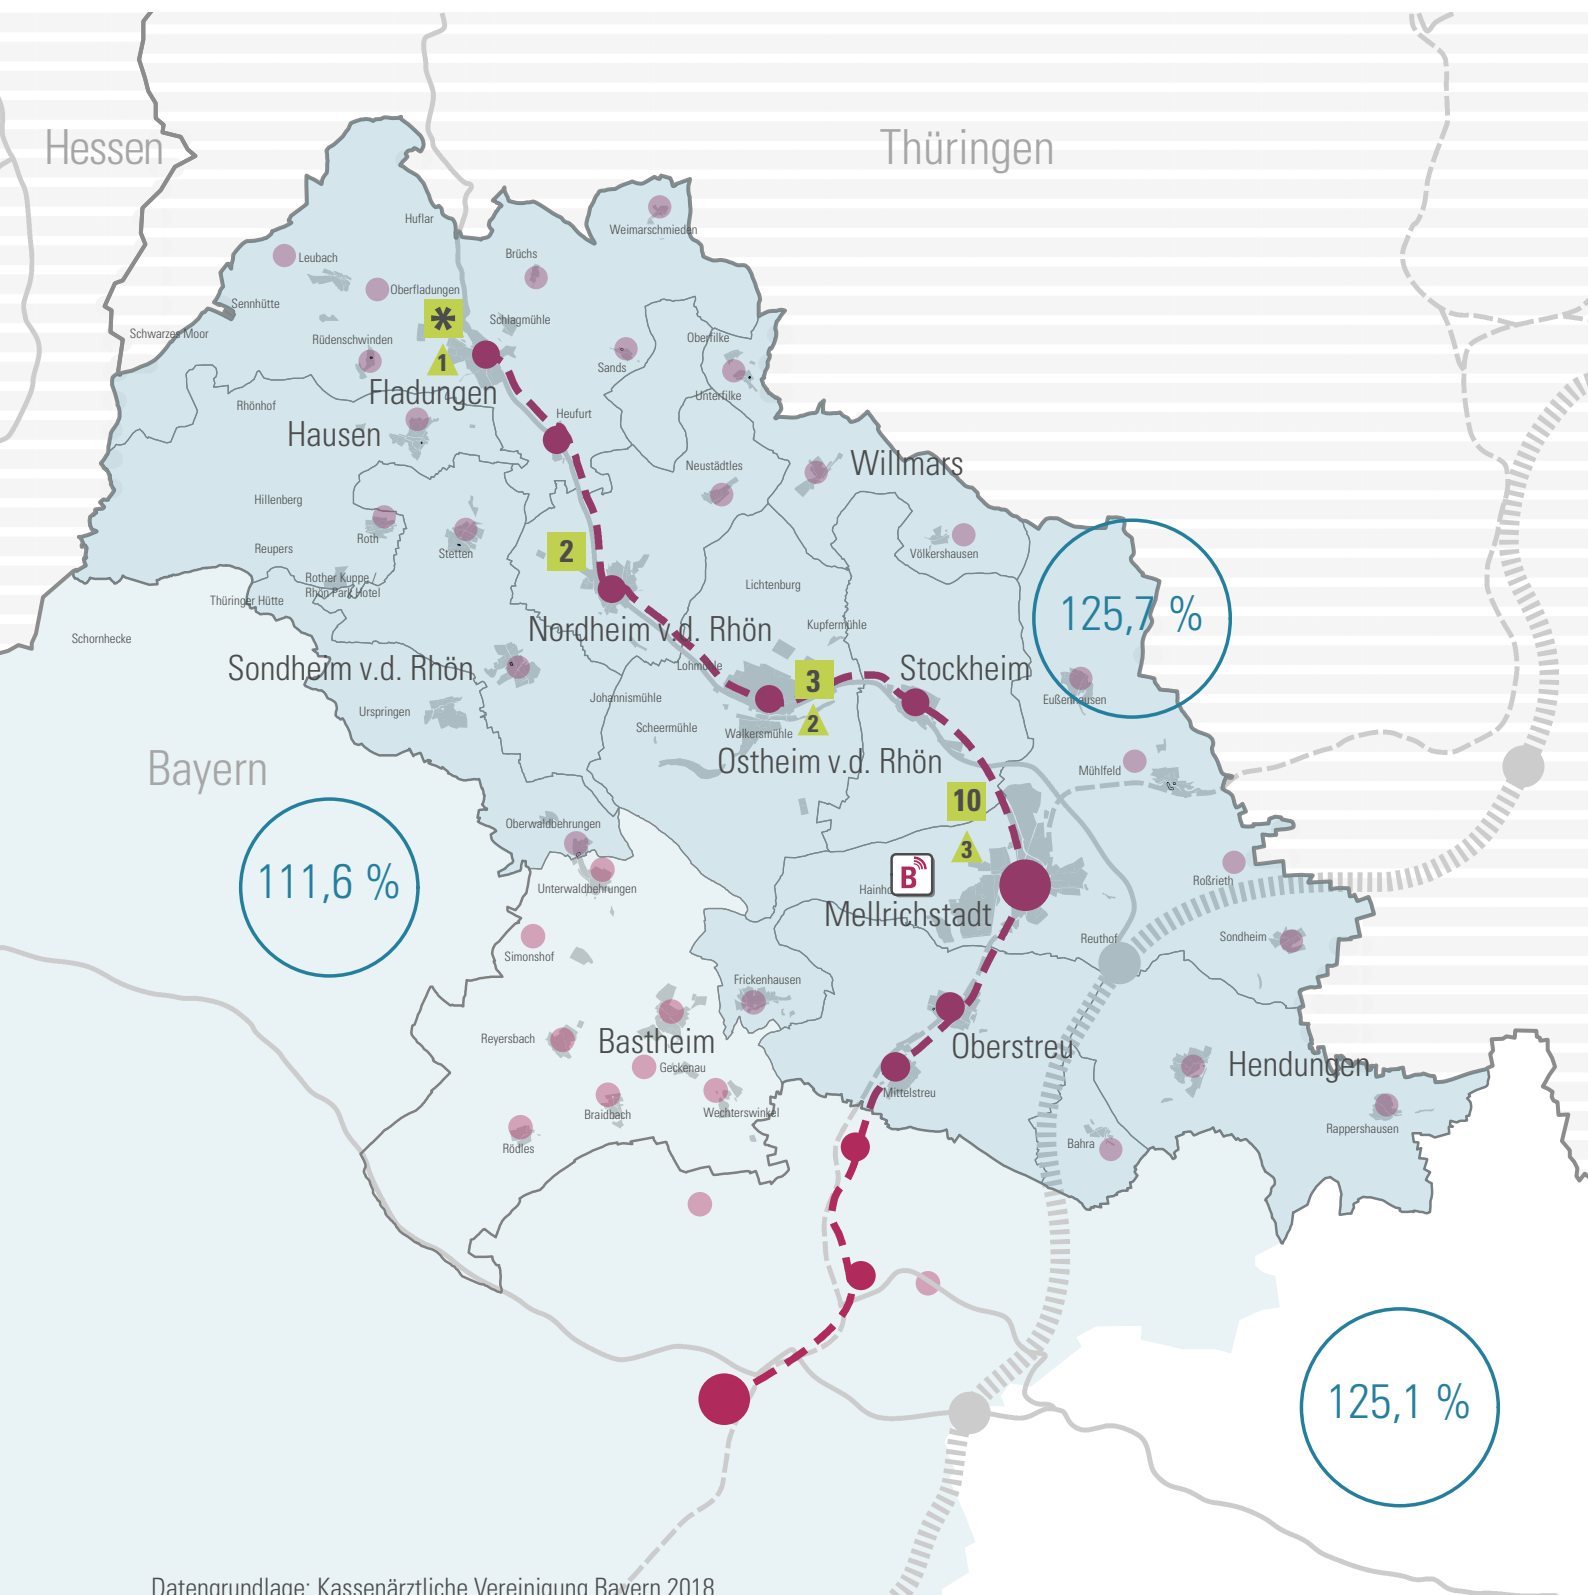 Hessen
Thüringen
Weimarschmieden
Huflar
Brüchs
Leubach
Oberfladungen
Sennhütte
*
Schlagmühle
Schwarzes Moor
Rüdenschwinden
1
Oberfilke
Sands
Fladungen
Unterfilke
Rhönhof
Heufurt
Hausen
Neustädtles
Willmars
Hillenberg
Roth
Stetten
2
Völkershausen
Reupers
Rother Kuppe /
Rhön Park Hotel
Lichtenburg
Thüringer Hütte
125,7 %
Schornhecke
Nordheim v.d. Rhön
Kupfermühle
Sondheim v.d. Rhön
Lohmühle
3
Stockheim
Johannismühle
Eußenhausen
Urspringen
Scheermühle
Walkersmühle
2
Bayern
Ostheim v.d. Rhön
Mühlfeld
10
Oberwaldbehrungen
3
111,6 %
B
Roßrieth
Unterwaldbehrungen
Mellrichstadt
Reuthof
Sondheim
Simonshof
Frickenhausen
Reyersbach
Bastheim
Oberstreu
Geckenau
Hendungen
Mittelstreu
Braidbach
Wechterswinkel
Rappershausen
Rödles
Bahra
125,1 %
Datengrundlage: Kassenärztliche Vereinigung Bayern 2018